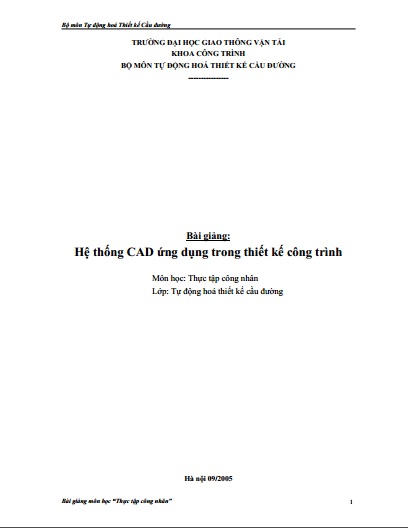 Bộ môn Tự động hoá Thiết kế Cầu đường
TRƯỜNG ĐẠI HỌC GIAO THÔNG VẬN TẢI
KHOA CÔNG TRÌNH
BỘ MÔN TỰ ĐỘNG HOÁ THIẾT KẾ CẦU ĐƯỜNG
----------------
Bài giảng:
Hệ thống CAD ứng dụng trong thiết kế công trình
Môn học: Thực tập công nhân
Lớp: Tự động hoá thiết kế cầu đường
Hà nội 09/2005
Bài giảng môn học “Thực tập công nhân” 1